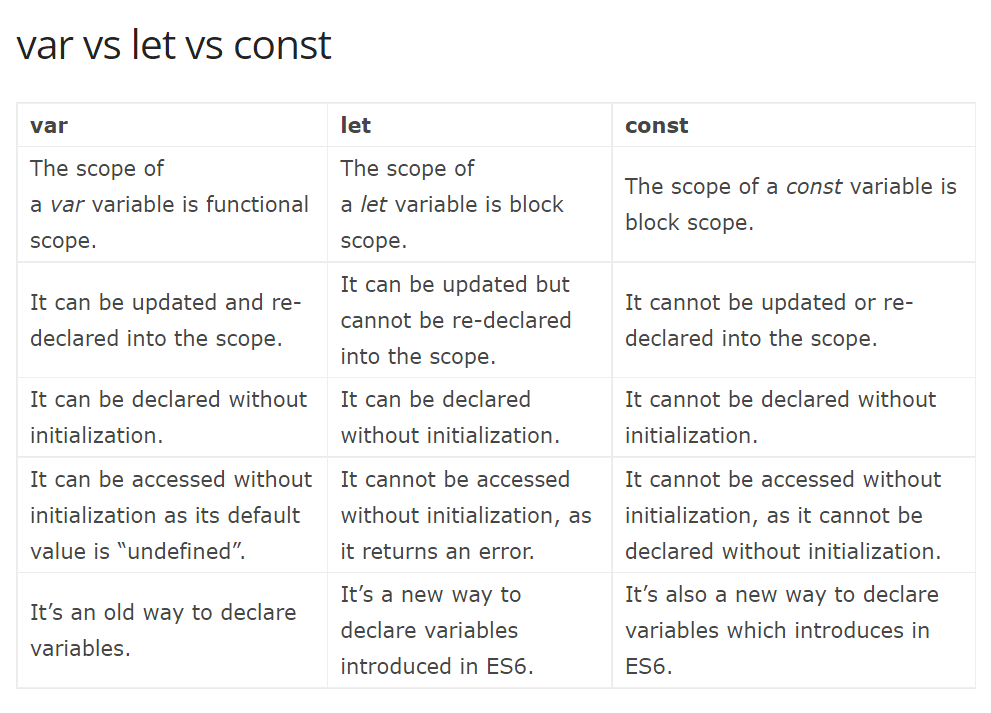 var vs let vs const
var
let
const
The scope of
a var variable is functional
scope.
The scope of
a let variable is block
scope.
The scope of a const variable is
block scope.
It can be updated and re-
declared into the scope.
It can be updated but
cannot be re-declared
into the scope.
It cannot be updated or re-
declared into the scope.
It can be declared without
initialization.
It can be declared
without initialization.
It cannot be declared without
initialization.
It can be accessed without
initialization as its default
value is “undefined”.
It cannot be accessed
without initialization, as
it returns an error.
It cannot be accessed without
initialization, as it cannot be
declared without initialization.
It’s an old way to declare
variables.
It’s a new way to
declare variables
introduced in ES6.
It’s also a new way to declare
variables which introduces in
ES6.